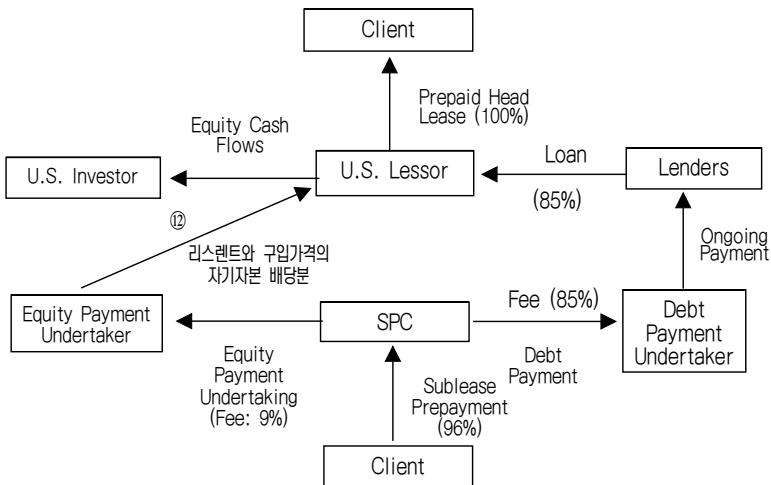 Client
Prepaid Head
Lease (100%)
Equity Cash
Flows
U.S. Investor
U.S. Lessor
Loan
(85%)
Lenders
⑫
리스렌트와 구입가격의
자기자본 배당분
Ongoing
Payment
Equity Payment
Undertaker
SPC
Fee (85%)
Debt
Payment
Debt
Payment
Undertaker
Equity
Payment
Undertaking
(Fee: 9%)
Sublease
Prepayment
(96%)
Client